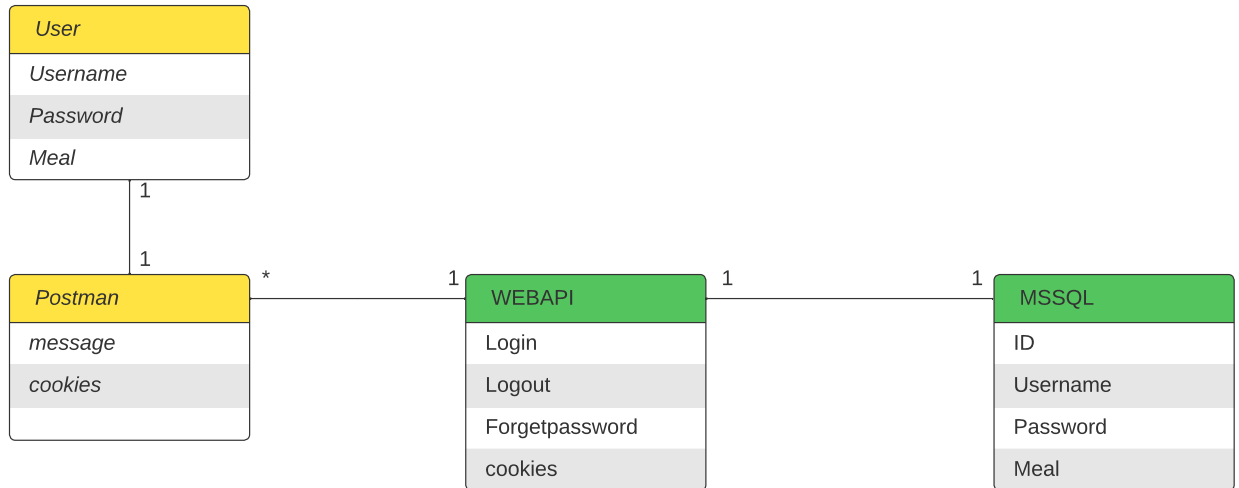 User
Username
Password
Meal
1
1
Postman
message
cookies
* 1
WEBAPI
Login
Logout
Forgetpassword
cookies
1 1
MSSQL
ID
Username
Password
Meal